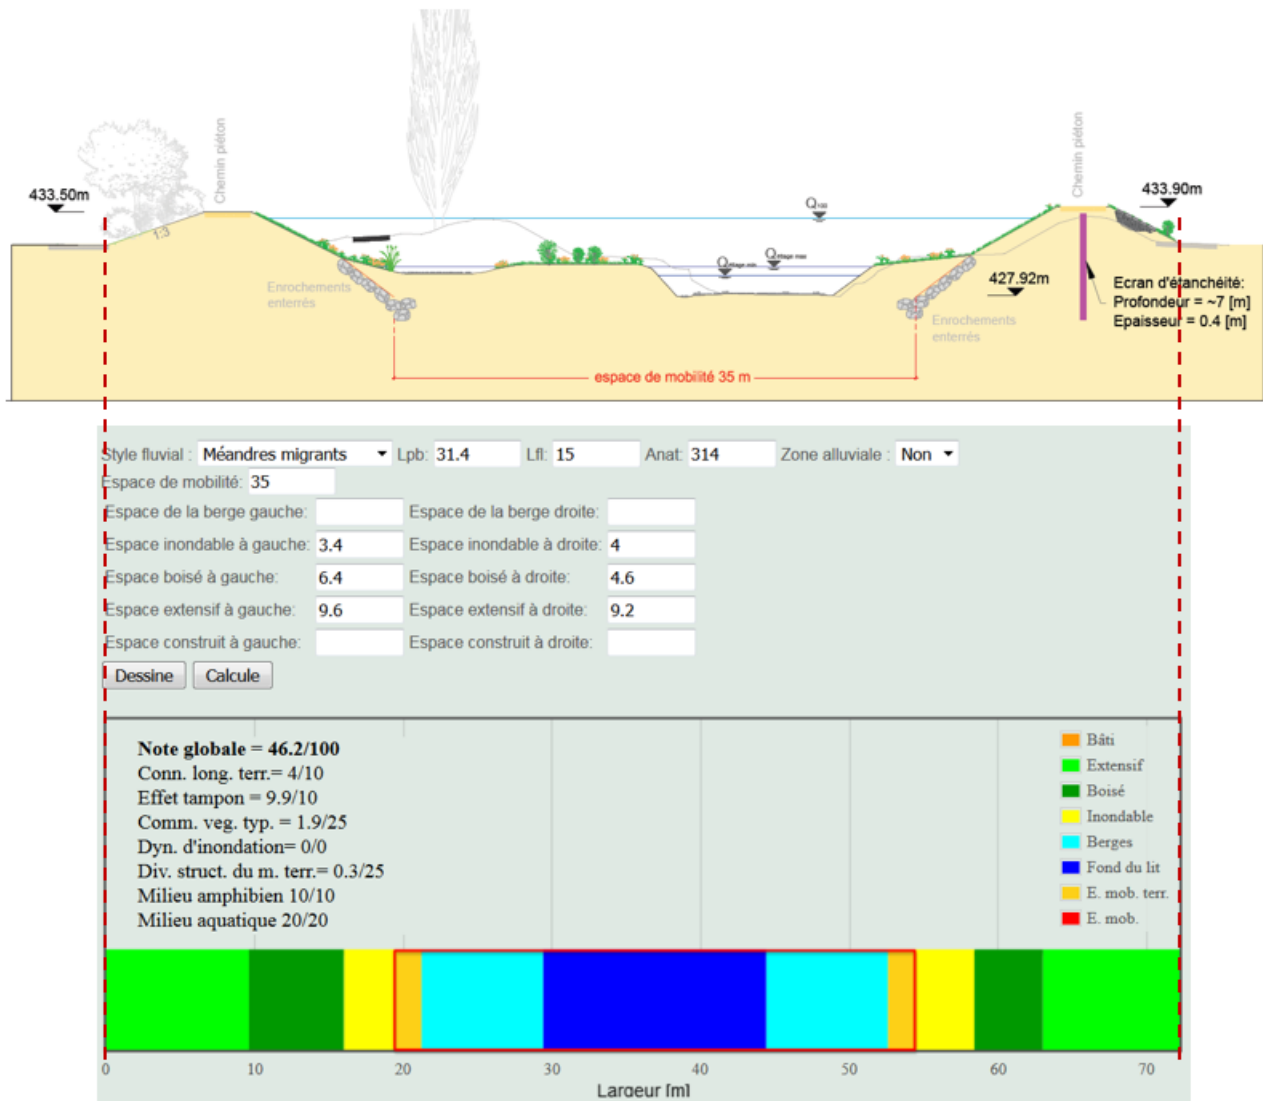 Chemin piéton
Chemin piéton
433.50m
433.90m
Q100
1:3
Q étiage min
Q étiage max
427.92m
Enrochements
enterrés
Ecran d'étanchéité:
Profondeur = ~7 [m]
Epaisseur = 0.4 [m]
Enrochements
enterrés
espace de mobilité 35 m
Style fluvial : Méandres migrants Lpb: 31.4 Lfl: 15 Anat: 314 Zone alluviale : Non
Espace de mobilité: 35
Espace de la berge gauche: Espace de la berge droite:
Espace inondable à gauche: 3.4 Espace inondable à droite: 4
Espace boisé à gauche: 6.4 Espace boisé à droite: 4.6
Espace extensif à gauche: 9.6 Espace extensif à droite: 9.2
Espace construit à gauche: Espace construit à droite:
Dessine Calcule
Note globale = 46.2/100
Conn. long. terr.= 4/10
Effet tampon = 9.9/10
Comm. veg. typ. = 1.9/25
Dyn. d'inondation= 0/0
Div. struct. du m. terr.= 0.3/25
Milieu amphibien 10/10
Milieu aquatique 20/20
Bâti
Extensif
Boisé
Inondable
Berges
Fond du lit
E. mob. terr.
E. mob.
0 10 20 30 40 50 60 70
Largeur [m]